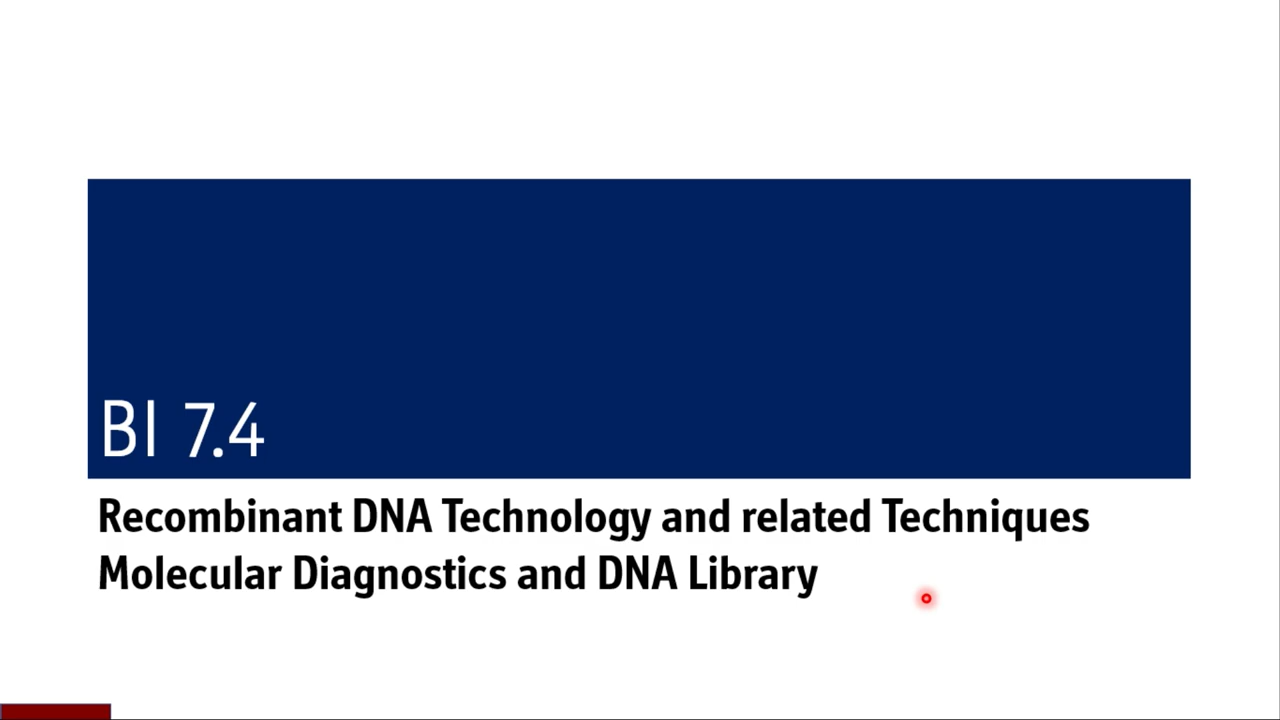 BI 7.4
Recombinant DNA Technology and related Techniques
Molecular Diagnostics and DNA Library